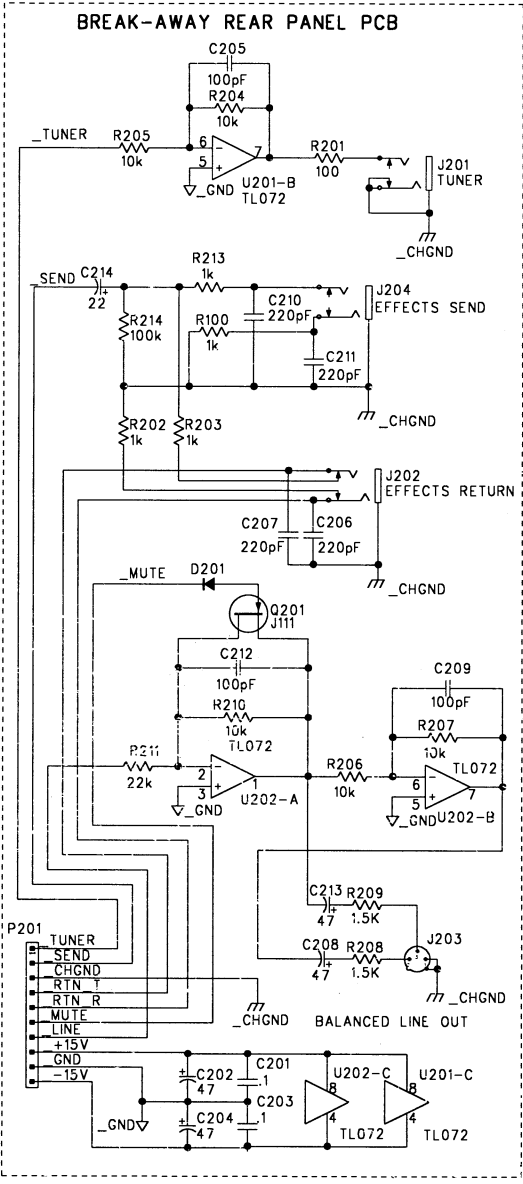 BREAK-AWAY REAR PANEL PCB
C205
100pF
R204
10k
_TUNER
R205
10k
6
5
7
_GND
U201-B
TL072
R201
100
J201
TUNER
_CHGND
_SEND
C214
22
R213
1k
R214
100k
R100
1k
C210
220pF
C211
220pF
J204
EFFECTS SEND
_CHGND
R202
1k
R203
1k
J202
EFFECTS RETURN
C207
220pF
C206
220pF
_CHGND
_MUTE
D201
Q201
J111
C212
100pF
R210
10k
TL072
R211
22k
2
3
1
_GND
U202-A
R206
10k
C209
100pF
R207
10k
TL072
6
5
7
_GND
U202-B
C213
47
R209
1.5K
C208
47
R208
1.5K
J203
_CHGND
BALANCED LINE OUT
P201
1
_TUNER
_SEND
_CHGND
_RTN_T
_RTN_R
_MUTE
_LINE
_+15V
_GND
_-15V
_CHGND
_GND
C202
47
C201
.1
C204
47
C203
.1
U202-C
8
4
TL072
U201-C
8
4
TL072